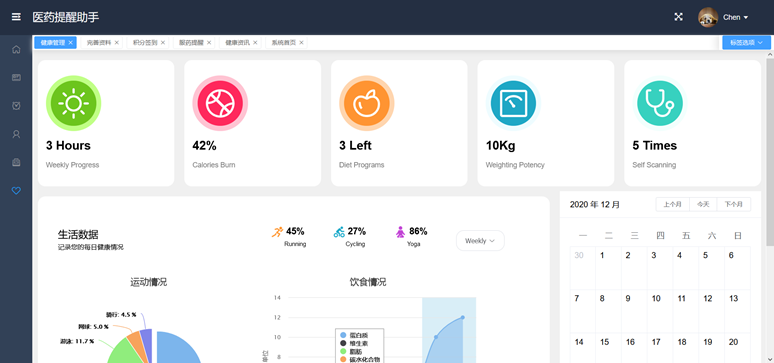 医药提醒助手
Chen
健康管理 × 完善资料 × 积分签到 × 服药提醒 × 健康资讯 × 系统首页 ×
标签选项
3 Hours
Weekly Progress
42%
Calories Burn
3 Left
Diet Programs
10Kg
Weighting Potency
5 Times
Self Scanning
生活数据
记录您的每日健康情况
45%
Running
27%
Cycling
86%
Yoga
Weekly
运动情况
骑行: 4.5 %
网球: 5.0 %
游泳: 11.7 %
饮食情况
14
12
10
8
蛋白质
维生素
脂肪
碳水化合物
2020 年 12 月
上个月 今天 下个月
一 二 三 四 五 六 日
30 1 2 3 4 5 6
7 8 9 10 11 12 13
14 15 16 17 18 19 20